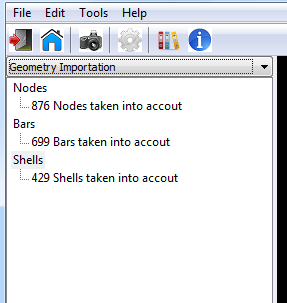 File Edit Tools Help
Geometry Importation
Nodes
876 Nodes taken into accout
Bars
699 Bars taken into accout
Shells
429 Shells taken into accout